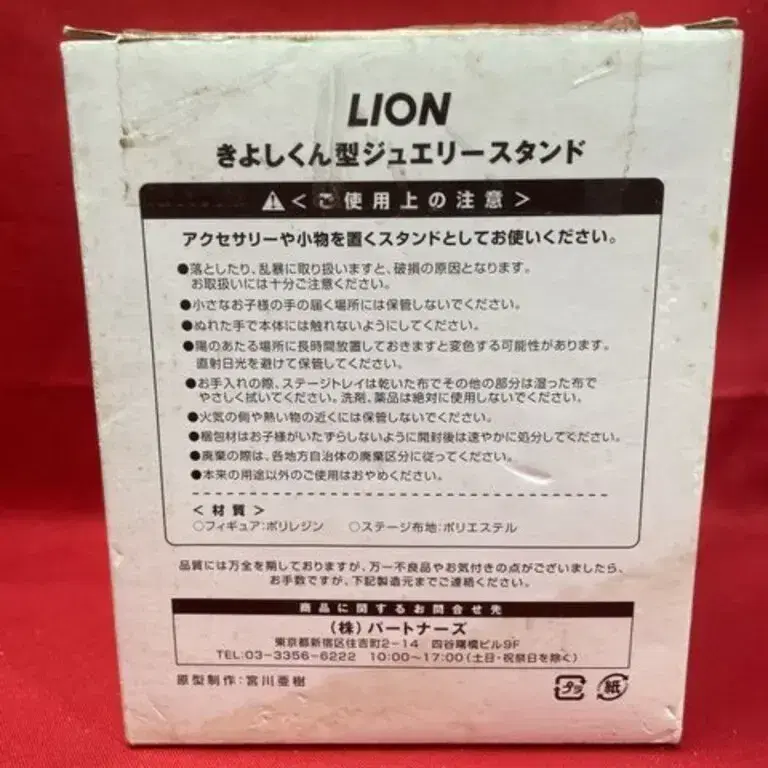 LION
きよしくん型ジュエリースタンド
＜ご使用上の注意＞
アクセサリーや小物を置くスタンドとしてお使いください。
●落としたり、乱暴に取り扱いますと、破損の原因となります。
お取扱いには十分ご注意ください。
●小さなお子様の手の届く場所には保管しないでください。
●ぬれた手で本体には触れないようにしてください。
●陽のあたる場所に長時間放置しておきますと変色する可能性があります。
直射日光を避けて保管してください。
●お手入れの際、ステージトレイは乾いた布でその他の部分は湿った布で
やさしく拭いてください。洗剤、薬品は絶対に使用しないでください。
●火気の側や熱い物の近くには保管しないでください。
●梱包材はお子様がいたずらしないように開封後は速やかに処分してください。
●廃棄の際は、各地方自治体の廃棄区分に従ってください。
●本来の用途以外のご使用はおやめください。
＜材質＞
○フィギュア:ポリレジン ○ステージ布地:ポリエステル
品質には万全を期しておりますが、万一不良品やお気付きの点がございましたら、
お手数ですが、下記製造元までご連絡ください。
商品に関するお問合せ先
(株)パートナーズ
東京都新宿区住吉町2-14 四谷曙橋ビル9F
TEL:03-3356-6222 10:00~17:00(土日・祝祭日を除く)
原型制作:宮川亜樹
プラ 紙